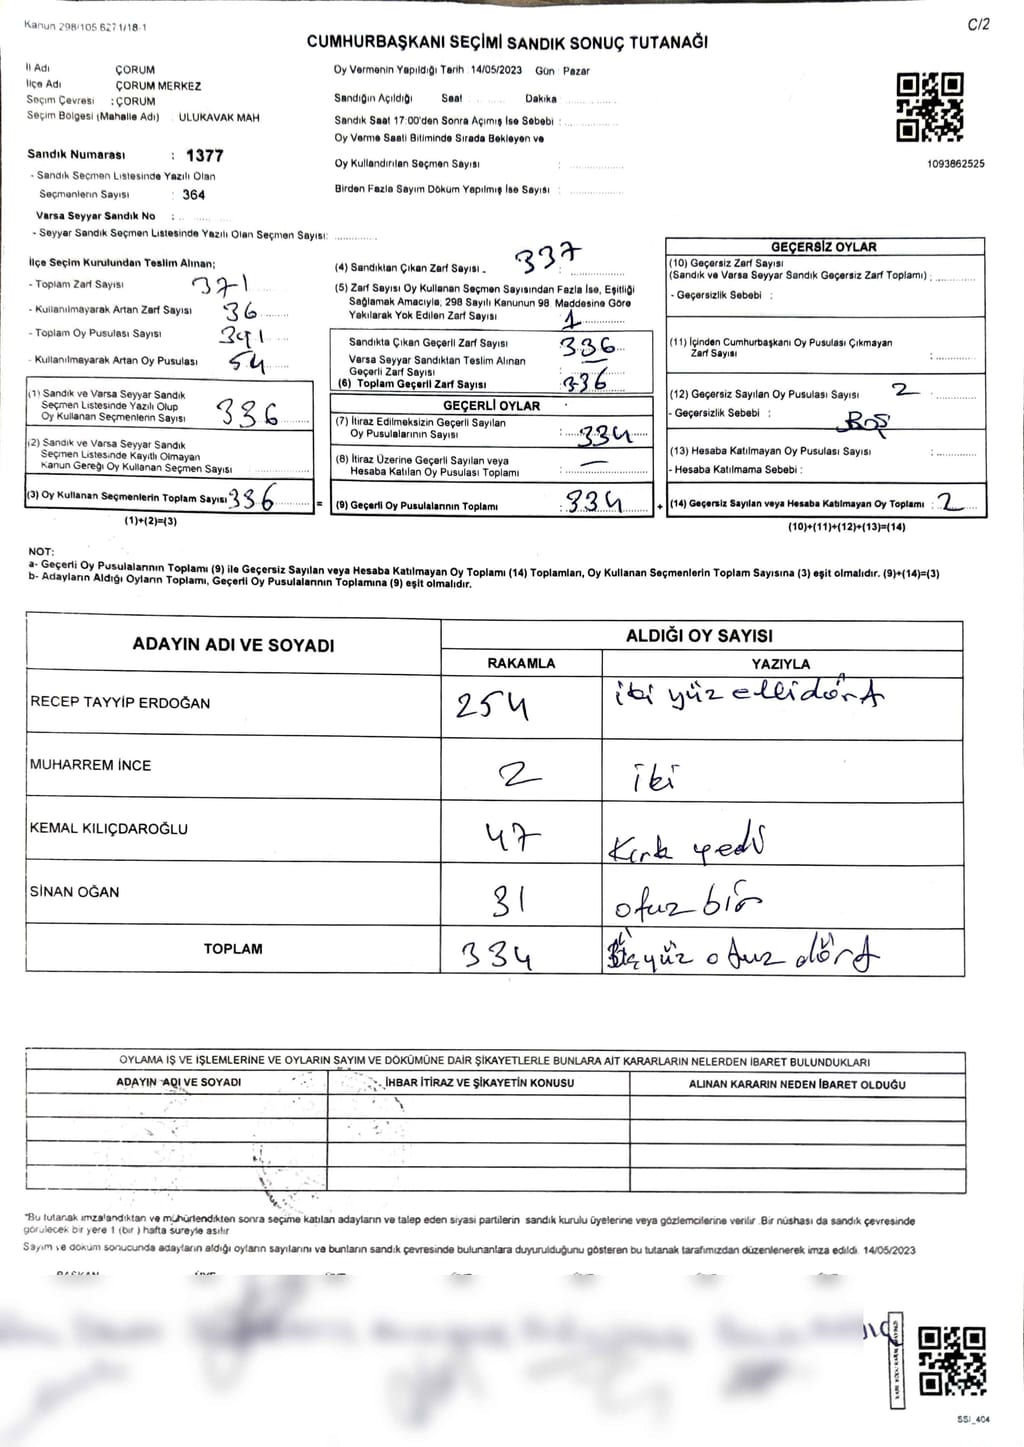 Kanun 298/105 6271/18-1
C/2
CUMHURBAŞKANI SEÇİMİ SANDIK SONUÇ TUTANAĞI
İl Adı ÇORUM
İlçe Adı ÇORUM MERKEZ
Seçim Çevresi : ÇORUM
Seçim Bölgesi (Mahalle Adı) ULUKAVAK MAH
Sandık Numarası : 1377
- Sandık Seçmen Listesinde Yazılı Olan
Seçmenlerin Sayısı : 364
Varsa Seyyar Sandık No :
- Seyyar Sandık Seçmen Listesinde Yazılı Olan Seçmen Sayısı:
Oy Vermenin Yapıldığı Tarih 14/05/2023 Gün Pazar
Sandığın Açıldığı Saat Dakika
Sandık Saat 17:00'den Sonra Açımış İse Sebebi :
Oy Verme Saati Bitiminde Sırada Bekleyen ve
Oy Kullandırılan Seçmen Sayısı :
Birden Fazla Sayım Döküm Yapılmış İse Sayısı :
1093862525
İlçe Seçim Kurulundan Teslim Alınan;
- Toplam Zarf Sayısı 371
- Kullanılmayarak Artan Zarf Sayısı 36
- Toplam Oy Pusulası Sayısı 391
- Kullanılmayarak Artan Oy Pusulası 54
(1) Sandık ve Varsa Seyyar Sandık
Seçmen Listesinde Yazılı Olup
Oy Kullanan Seçmenlerin Sayısı 336
(2) Sandık ve Varsa Seyyar Sandık
Seçmen Listesinde Kayıtlı Olmayan
Kanun Gereği Oy Kullanan Seçmen Sayısı
(3) Oy Kullanan Seçmenlerin Toplam Sayısı 336 =
(1)+(2)=(3)
(4) Sandıktan Çıkan Zarf Sayısı : 337
(5) Zarf Sayısı Oy Kullanan Seçmen Sayısından Fazla İse, Eşitliği
Sağlamak Amacıyla, 298 Sayılı Kanunun 98 Maddesine Göre
Yakılarak Yok Edilen Zarf Sayısı 1
Sandıkta Çıkan Geçerli Zarf Sayısı 336
Varsa Seyyar Sandıktan Teslim Alınan
Geçerli Zarf Sayısı : —
(6) Toplam Geçerli Zarf Sayısı 336
GEÇERLİ OYLAR
(7) İtiraz Edilmeksizin Geçerli Sayılan
Oy Pusulalarının Sayısı : 334
(8) İtiraz Üzerine Geçerli Sayılan veya
Hesaba Katılan Oy Pusulası Toplamı : —
(9) Geçerli Oy Pusulalarının Toplamı : 334 +
GEÇERSİZ OYLAR
(10) Geçersiz Zarf Sayısı
(Sandık ve Varsa Seyyar Sandık Geçersiz Zarf Toplamı) :
- Geçersizlik Sebebi :
(11) İçinden Cumhurbaşkanı Oy Pusulası Çıkmayan
Zarf Sayısı :
(12) Geçersiz Sayılan Oy Pusulası Sayısı 2
- Geçersizlik Sebebi : Boş
(13) Hesaba Katılmayan Oy Pusulası Sayısı :
- Hesaba Katılmama Sebebi :
(14) Geçersiz Sayılan veya Hesaba Katılmayan Oy Toplamı : 2
(10)+(11)+(12)+(13)=(14)
NOT:
a- Geçerli Oy Pusulalarının Toplamı (9) ile Geçersiz Sayılan veya Hesaba Katılmayan Oy Toplamı (14) Toplamları, Oy Kullanan Seçmenlerin Toplam Sayısına (3) eşit olmalıdır. (9)+(14)=(3)
b- Adayların Aldığı Oyların Toplamı, Geçerli Oy Pusulalarının Toplamına (9) eşit olmalıdır.
ADAYIN ADI VE SOYADI ALDIĞI OY SAYISI
RAKAMLA YAZIYLA
RECEP TAYYİP ERDOĞAN 254 iki yüz ellidört
MUHARREM İNCE 2 iki
KEMAL KILIÇDAROĞLU 47 Kırk yedi
SİNAN OĞAN 31 otuz bir
TOPLAM 334 Üçyüz otuz dört
OYLAMA İŞ VE İŞLEMLERİNE VE OYLARIN SAYIM VE DÖKÜMÜNE DAİR ŞİKAYETLERLE BUNLARA AİT KARARLARIN NELERDEN İBARET BULUNDUKLARI
ADAYIN ADI VE SOYADI İHBAR İTİRAZ VE ŞİKAYETİN KONUSU ALINAN KARARIN NEDEN İBARET OLDUĞU
"Bu tutanak imzalandıktan ve mühürlendikten sonra seçime katılan adayların ve talep eden siyasi partilerin sandık kurulu üyelerine veya gözlemcilerine verilir .Bir nüshası da sandık çevresinde
görülecek bir yere 1 (bir ) hafta süreyle asılır
Sayım ve döküm sonucunda adayların aldığı oyların sayılarını ve bunların sandık çevresinde bulunanlara duyurulduğunu gösteren bu tutanak tarafımızdan düzenlenerek imza edildi. 14/05/2023
SSI_404